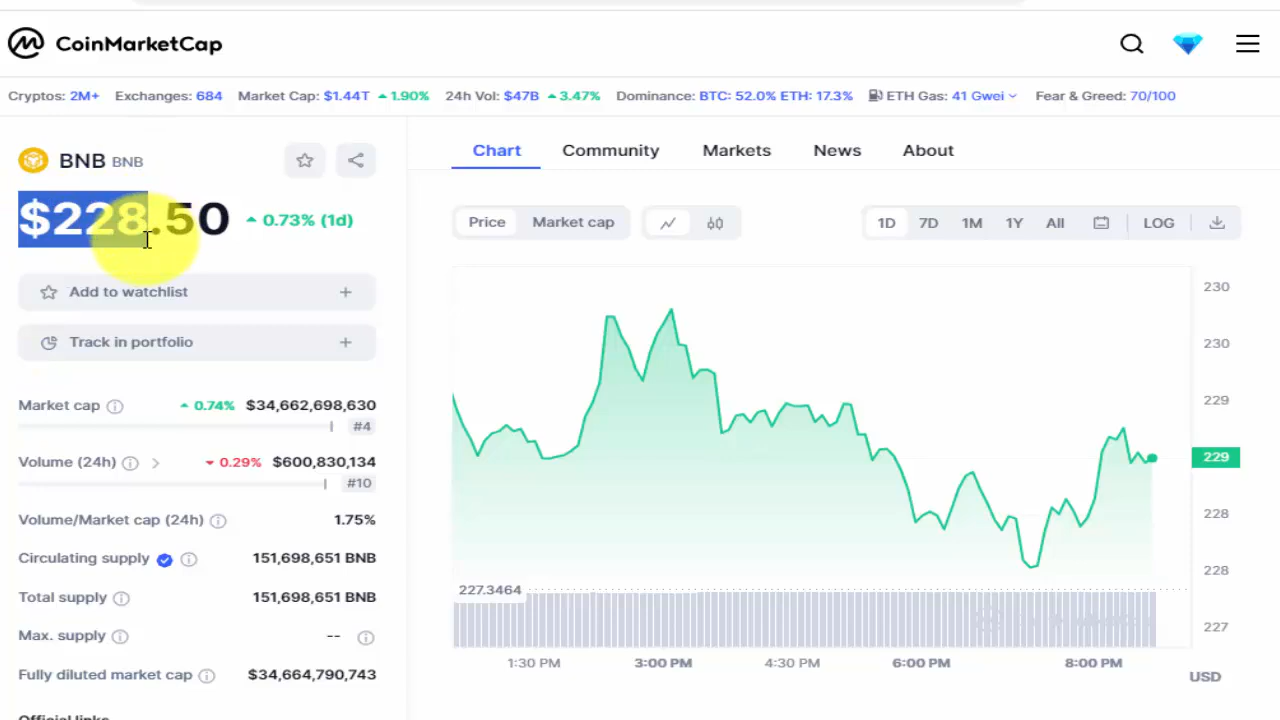 CoinMarketCap
Cryptos: 2M+ Exchanges: 684 Market Cap: $1.44T 1.90% 24h Vol: $47B 3.47% Dominance: BTC: 52.0% ETH: 17.3% ETH Gas: 41 Gwei Fear & Greed: 70/100
BNB BNB
$228.50 0.73% (1d)
Add to watchlist +
Track in portfolio +
Market cap 0.74% $34,662,698,630
#4
Volume (24h) 0.29% $600,830,134
#10
Volume/Market cap (24h) 1.75%
Circulating supply 151,698,651 BNB
Total supply 151,698,651 BNB
Max. supply --
Fully diluted market cap $34,664,790,743
Official links
Chart Community Markets News About
Price Market cap 1D 7D 1M 1Y All LOG
230
230
229
229
228
228
227.3464
227
1:30 PM 3:00 PM 4:30 PM 6:00 PM 8:00 PM
USD